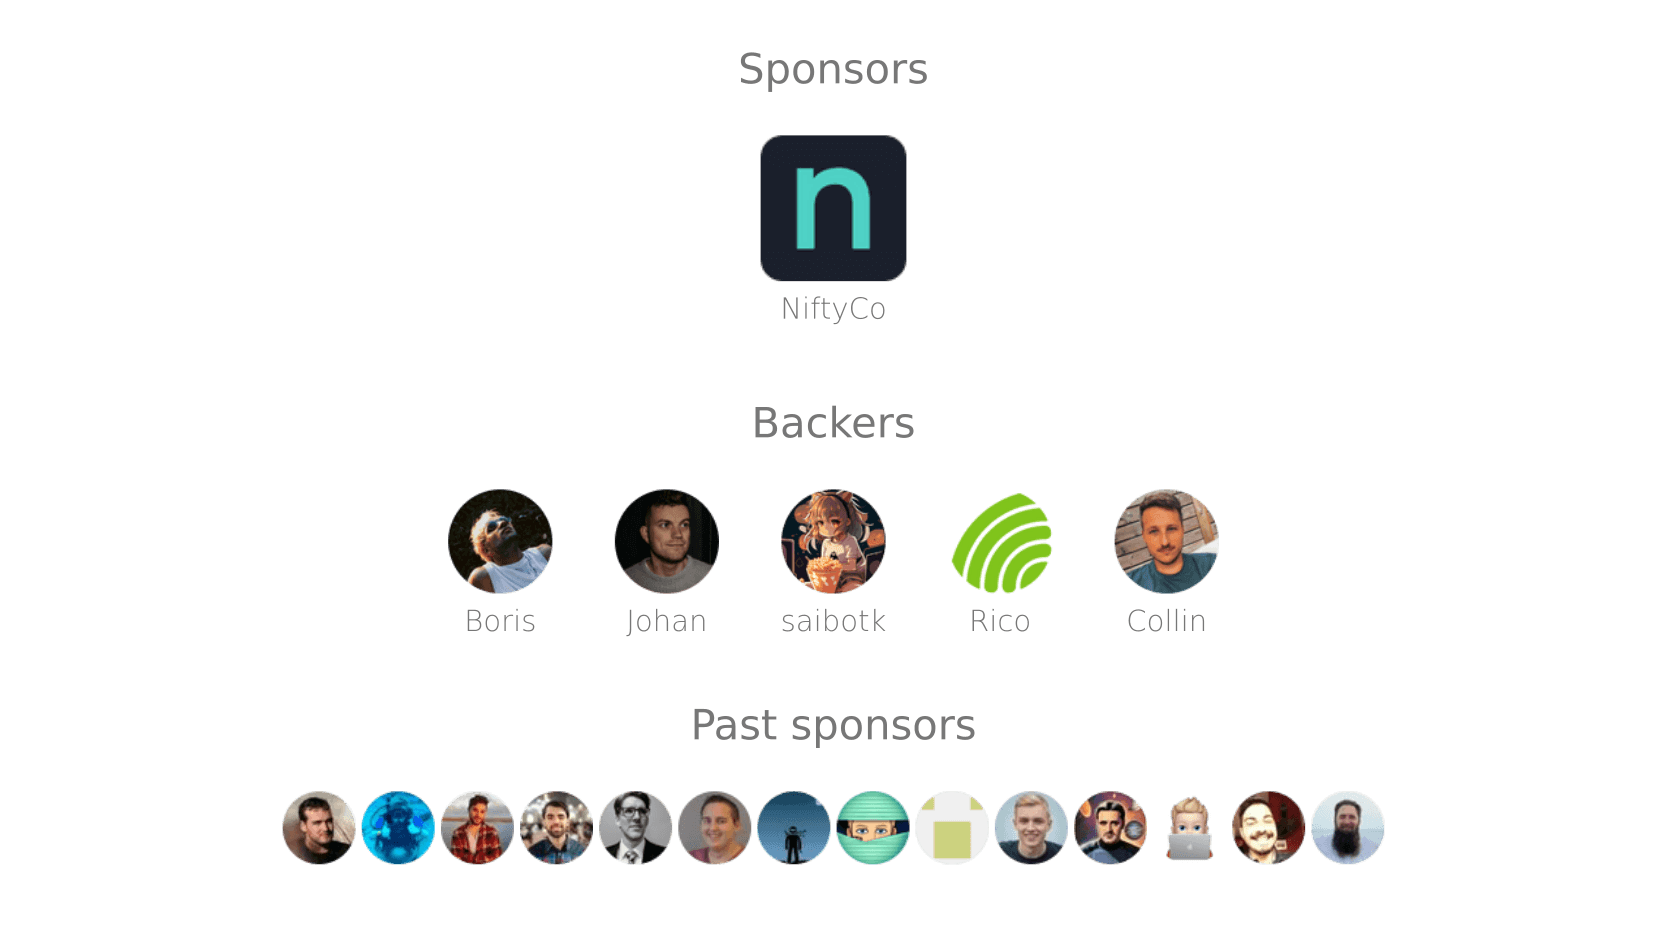 Sponsors
n
NiftyCo
Backers
Boris
Johan
saibotk
Rico
Collin
Past sponsors